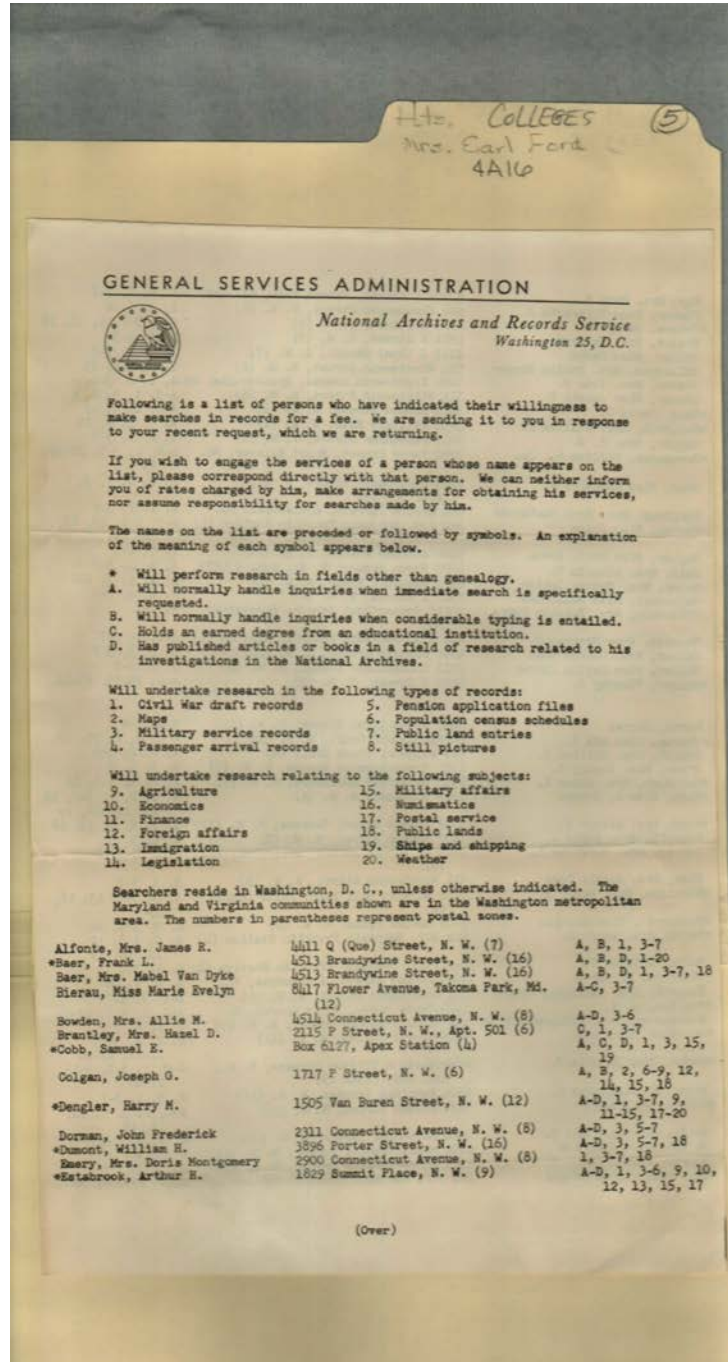 Hts. COLLEGES (5)
Mrs. Earl Ford
4A16
GENERAL SERVICES ADMINISTRATION
National Archives and Records Service
Washington 25, D.C.
Following is a list of persons who have indicated their willingness to
make searches in records for a fee. We are sending it to you in response
to your recent request, which we are returning.
If you wish to engage the services of a person whose name appears on the
list, please correspond directly with that person. We can neither inform
you of rates charged by him, make arrangements for obtaining his services,
nor assume responsibility for searches made by him.
The names on the list are preceded or followed by symbols. An explanation
of the meaning of each symbol appears below.
* Will perform research in fields other than genealogy.
A. Will normally handle inquiries when immediate search is specifically
requested.
B. Will normally handle inquiries when considerable typing is entailed.
C. Holds an earned degree from an educational institution.
D. Has published articles or books in a field of research related to his
investigations in the National Archives.
Will undertake research in the following types of records:
1. Civil War draft records 5. Pension application files
2. Maps 6. Population census schedules
3. Military service records 7. Public land entries
4. Passenger arrival records 8. Still pictures
Will undertake research relating to the following subjects:
9. Agriculture 15. Military affairs
10. Economics 16. Numismatics
11. Finance 17. Postal service
12. Foreign affairs 18. Public lands
13. Immigration 19. Ships and shipping
14. Legislation 20. Weather
Searchers reside in Washington, D. C., unless otherwise indicated. The
Maryland and Virginia communities shown are in the Washington metropolitan
area. The numbers in parentheses represent postal zones.
Alfonte, Mrs. James R. 4411 Q (Que) Street, N. W. (7) A, B, 1, 3-7
*Baer, Frank L. 4513 Brandywine Street, N. W. (16) A, B, D, 1-20
Baer, Mrs. Mabel Van Dyke 4513 Brandywine Street, N. W. (16) A, B, D, 1, 3-7, 18
Bierau, Miss Marie Evelyn 8417 Flower Avenue, Takoma Park, Md. A-C, 3-7
(12)
Bowden, Mrs. Allie M. 4514 Connecticut Avenue, N. W. (8) A-D, 3-6
Brantley, Mrs. Hazel D. 2115 P Street, N. W., Apt. 501 (6) C, 1, 3-7
*Cobb, Samuel E. Box 6127, Apex Station (4) A, C, D, 1, 3, 15,
19
Colgan, Joseph G. 1717 P Street, N. W. (6) A, B, 2, 6-9, 12,
14, 15, 18
*Dengler, Harry M. 1505 Van Buren Street, N. W. (12) A-D, 1, 3-7, 9,
11-15, 17-20
Dorman, John Frederick 2311 Connecticut Avenue, N. W. (8) A-D, 3, 5-7
*Dumont, William H. 3896 Porter Street, N. W. (16) A-D, 3, 5-7, 18
Emery, Mrs. Doris Montgomery 2900 Connecticut Avenue, N. W. (8) 1, 3-7, 18
*Estabrook, Arthur H. 1829 Summit Place, N. W. (9) A-D, 1, 3-6, 9, 10,
12, 13, 15, 17
(Over)